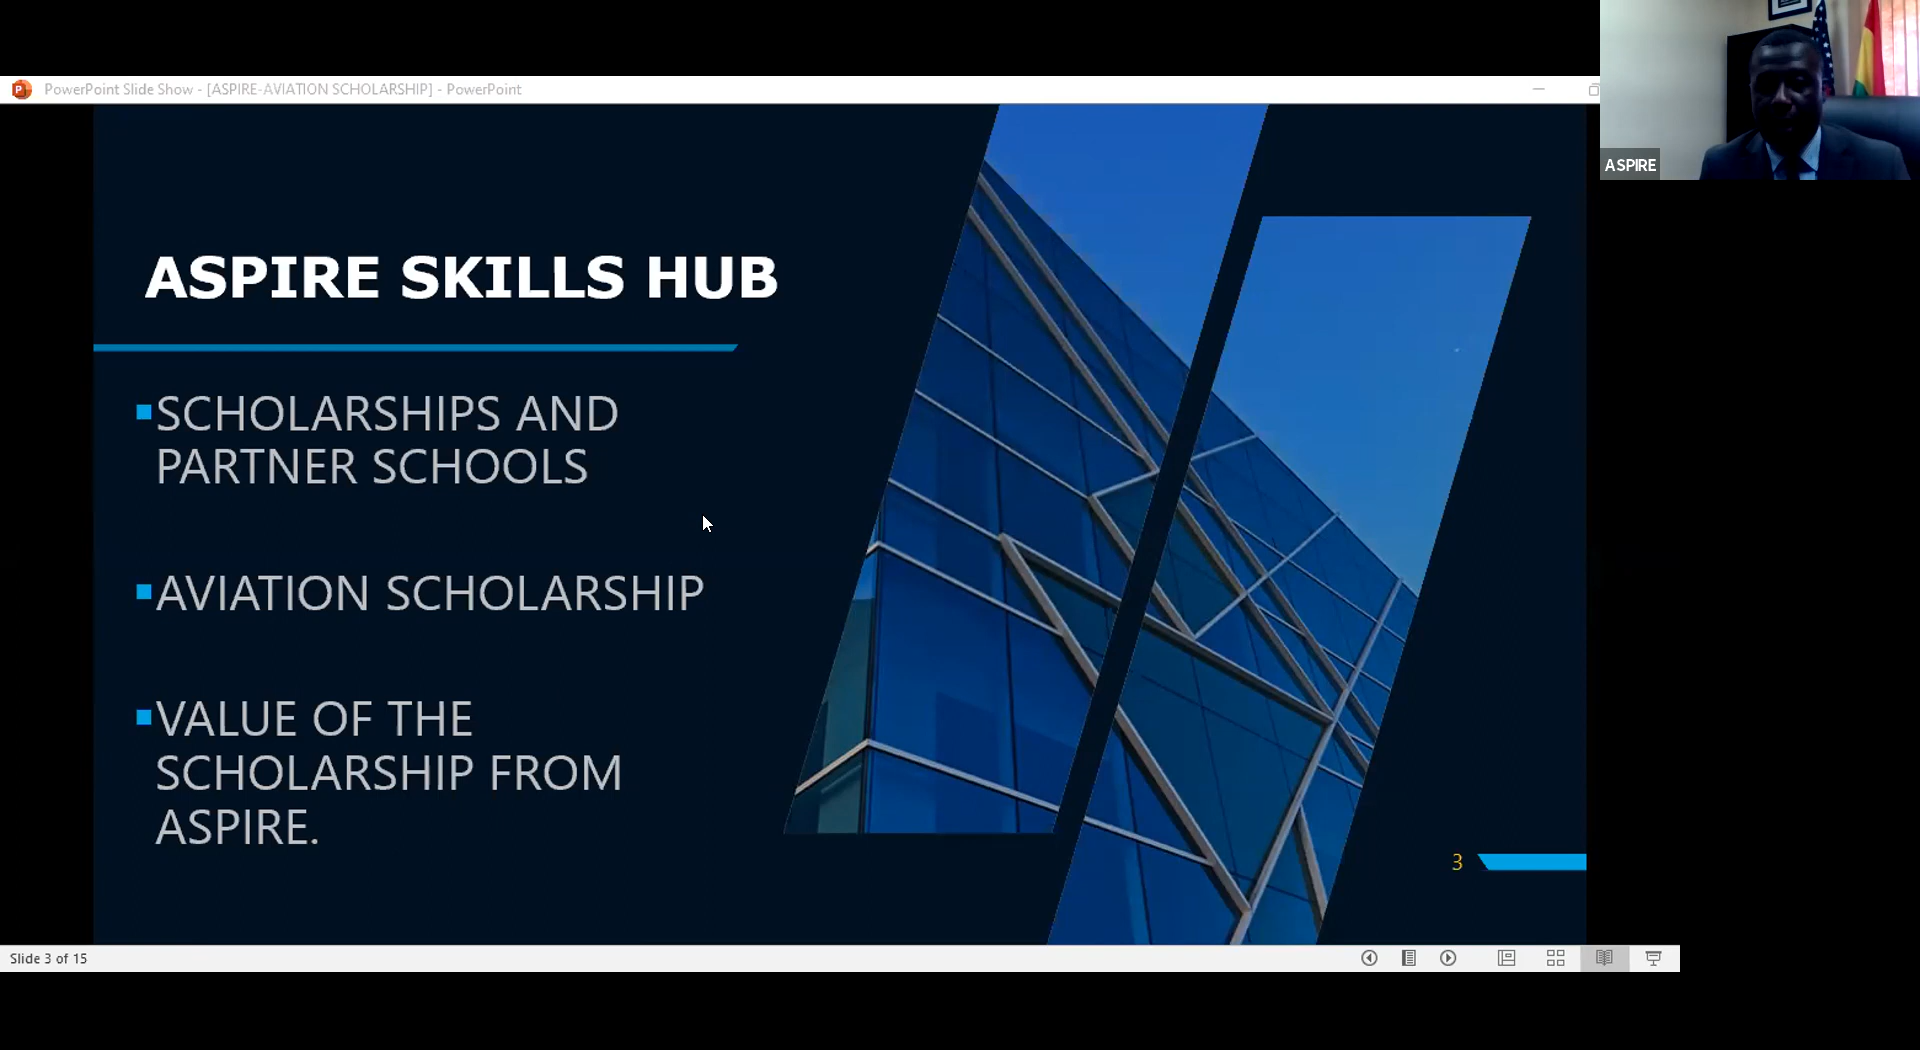 PowerPoint Slide Show - [ASPIRE-AVIATION SCHOLARSHIP] - PowerPoint
ASPIRE
ASPIRE SKILLS HUB
SCHOLARSHIPS AND
PARTNER SCHOOLS
AVIATION SCHOLARSHIP
VALUE OF THE
SCHOLARSHIP FROM
ASPIRE.
3
Slide 3 of 15